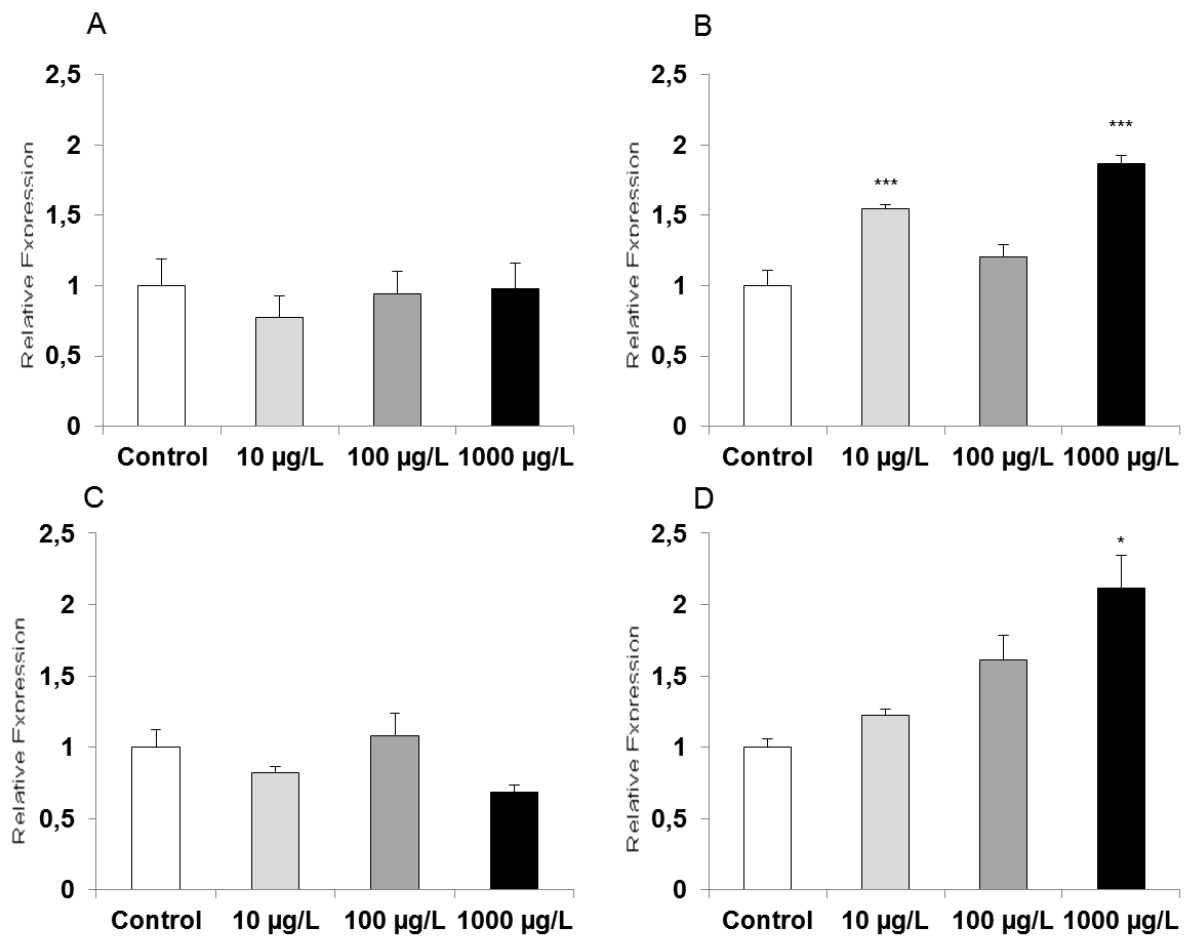 A
Relative Expression
2,5
2
1,5
1
0,5
0
Control 10 µg/L 100 µg/L 1000 µg/L
B
Relative Expression
2,5
2
1,5
1
0,5
0
***
***
Control 10 µg/L 100 µg/L 1000 µg/L
C
Relative Expression
2,5
2
1,5
1
0,5
0
Control 10 µg/L 100 µg/L 1000 µg/L
D
Relative Expression
2,5
2
1,5
1
0,5
0
*
Control 10 µg/L 100 µg/L 1000 µg/L